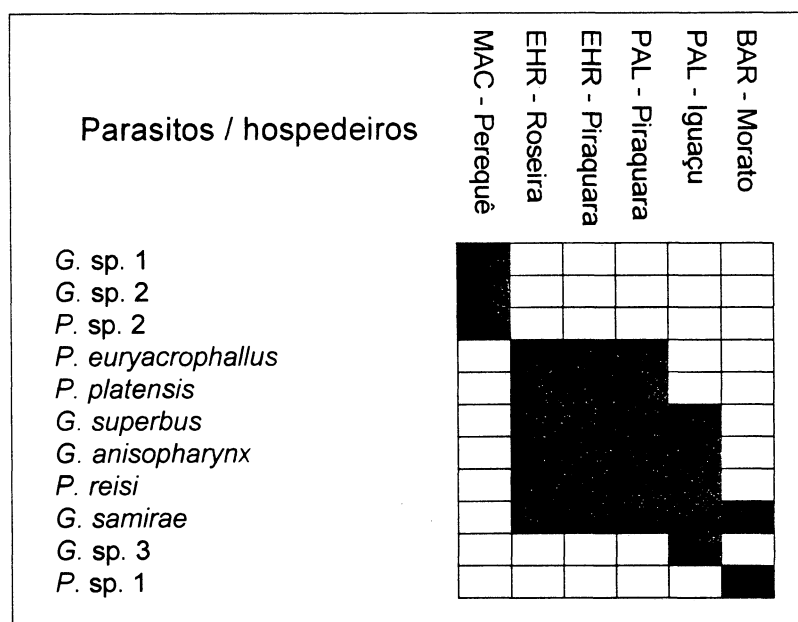 MAC - Perequê
EHR - Roseira
EHR - Piraquara
PAL - Piraquara
PAL - Iguaçu
BAR - Morato
Parasitos / hospedeiros
G. sp. 1
G. sp. 2
P. sp. 2
P. euryacrophallus
P. platensis
G. superbus
G. anisopharynx
P. reisi
G. samirae
G. sp. 3
P. sp. 1